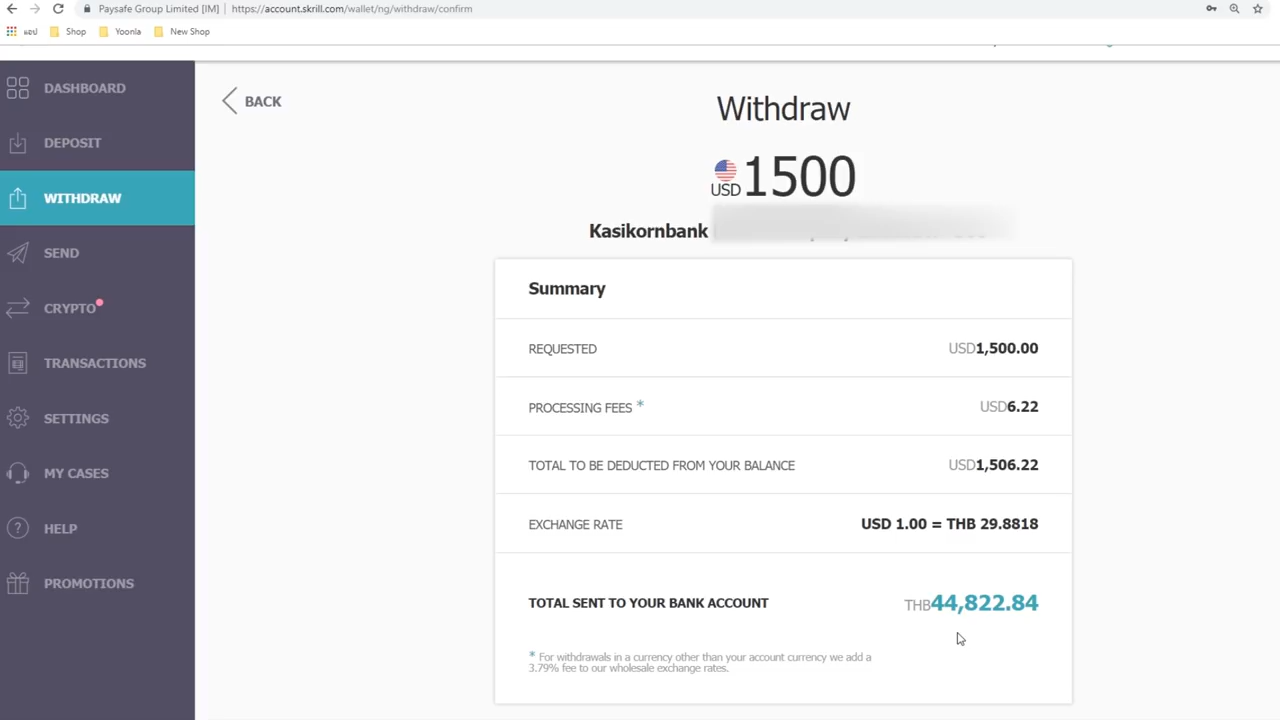 Paysafe Group Limited [IM]
https://account.skrill.com/wallet/ng/withdraw/confirm
แอป
Shop
Yoonla
New Shop
DASHBOARD
DEPOSIT
WITHDRAW
SEND
CRYPTO
TRANSACTIONS
SETTINGS
MY CASES
HELP
PROMOTIONS
BACK
Withdraw
USD 1500
Kasikornbank
Summary
REQUESTED USD1,500.00
PROCESSING FEES * USD6.22
TOTAL TO BE DEDUCTED FROM YOUR BALANCE USD1,506.22
EXCHANGE RATE USD 1.00 = THB 29.8818
TOTAL SENT TO YOUR BANK ACCOUNT THB44,822.84
* For withdrawals in a currency other than your account currency we add a
3.79% fee to our wholesale exchange rates.